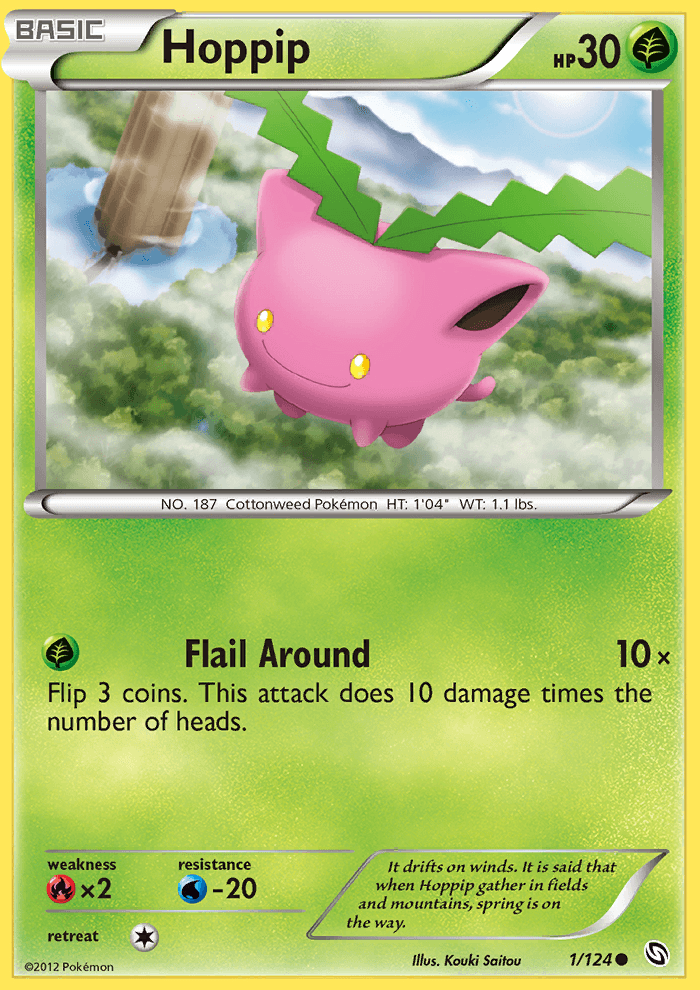 BASIC
Hoppip
HP30
NO. 187 Cottonweed Pokémon HT: 1'04" WT: 1.1 lbs.
Flail Around 10×
Flip 3 coins. This attack does 10 damage times the
number of heads.
weakness
×2
resistance
-20
retreat
It drifts on winds. It is said that
when Hoppip gather in fields
and mountains, spring is on
the way.
Illus. Kouki Saitou
1/124
©2012 Pokémon